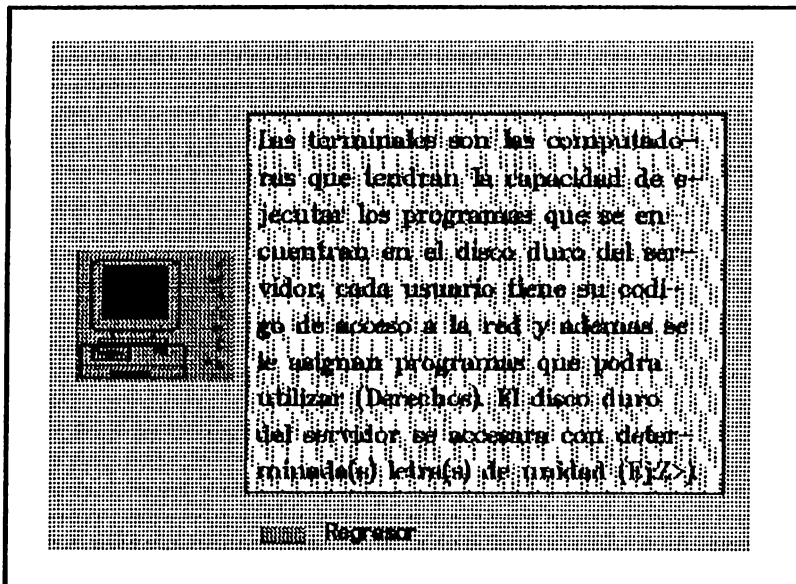 Las terminales son las computado-
ras que tendran la capacidad de e-
jecutar los programas que se en
cuentran en el disco duro del ser-
vidor, cada usuario tiene su codi-
go de acceso a la red y ademas se
le asignan programas que podra
utilizar (Derechos). El disco duro
del servidor se accesara con deter-
minada(s) letra(s) de unidad (Ej:Z>).
Regresar